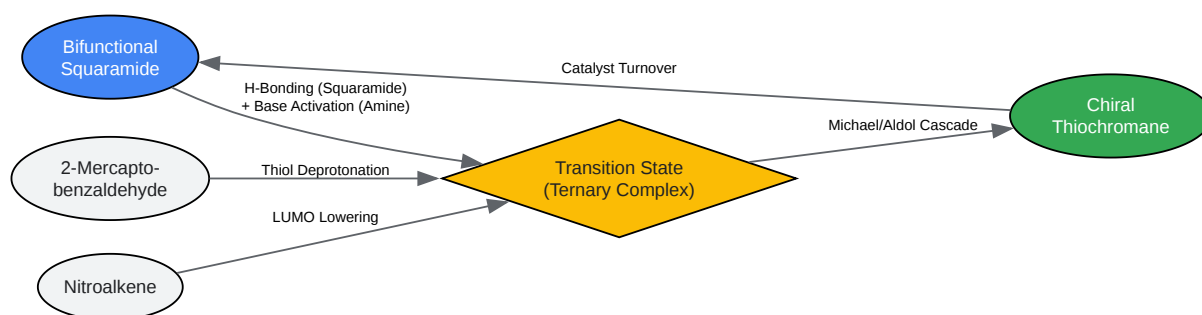 Bifunctional
Squaramide
Catalyst Turnover
H-Bonding (Squaramide)
+ Base Activation (Amine)
Chiral
Thiochromane
Michael/Aldol Cascade
2-Mercapto-
benzaldehyde
Thiol Deprotonation
Transition State
(Ternary Complex)
LUMO Lowering
Nitroalkene